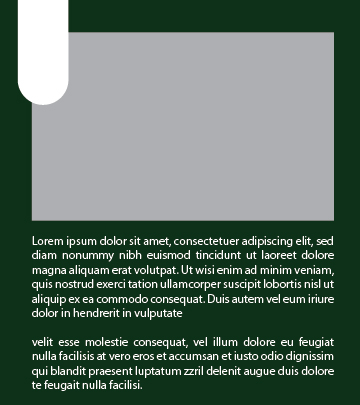 Lorem ipsum dolor sit amet, consectetuer adipiscing elit, sed
diam nonummy nibh euismod tincidunt ut laoreet dolore
magna aliquam erat volutpat. Ut wisi enim ad minim veniam,
quis nostrud exerci tation ullamcorper suscipit lobortis nisl ut
aliquip ex ea commodo consequat. Duis autem vel eum iriure
dolor in hendrerit in vulputate
velit esse molestie consequat, vel illum dolore eu feugiat
nulla facilisis at vero eros et accumsan et iusto odio dignissim
qui blandit praesent luptatum zzril delenit augue duis dolore
te feugait nulla facilisi.